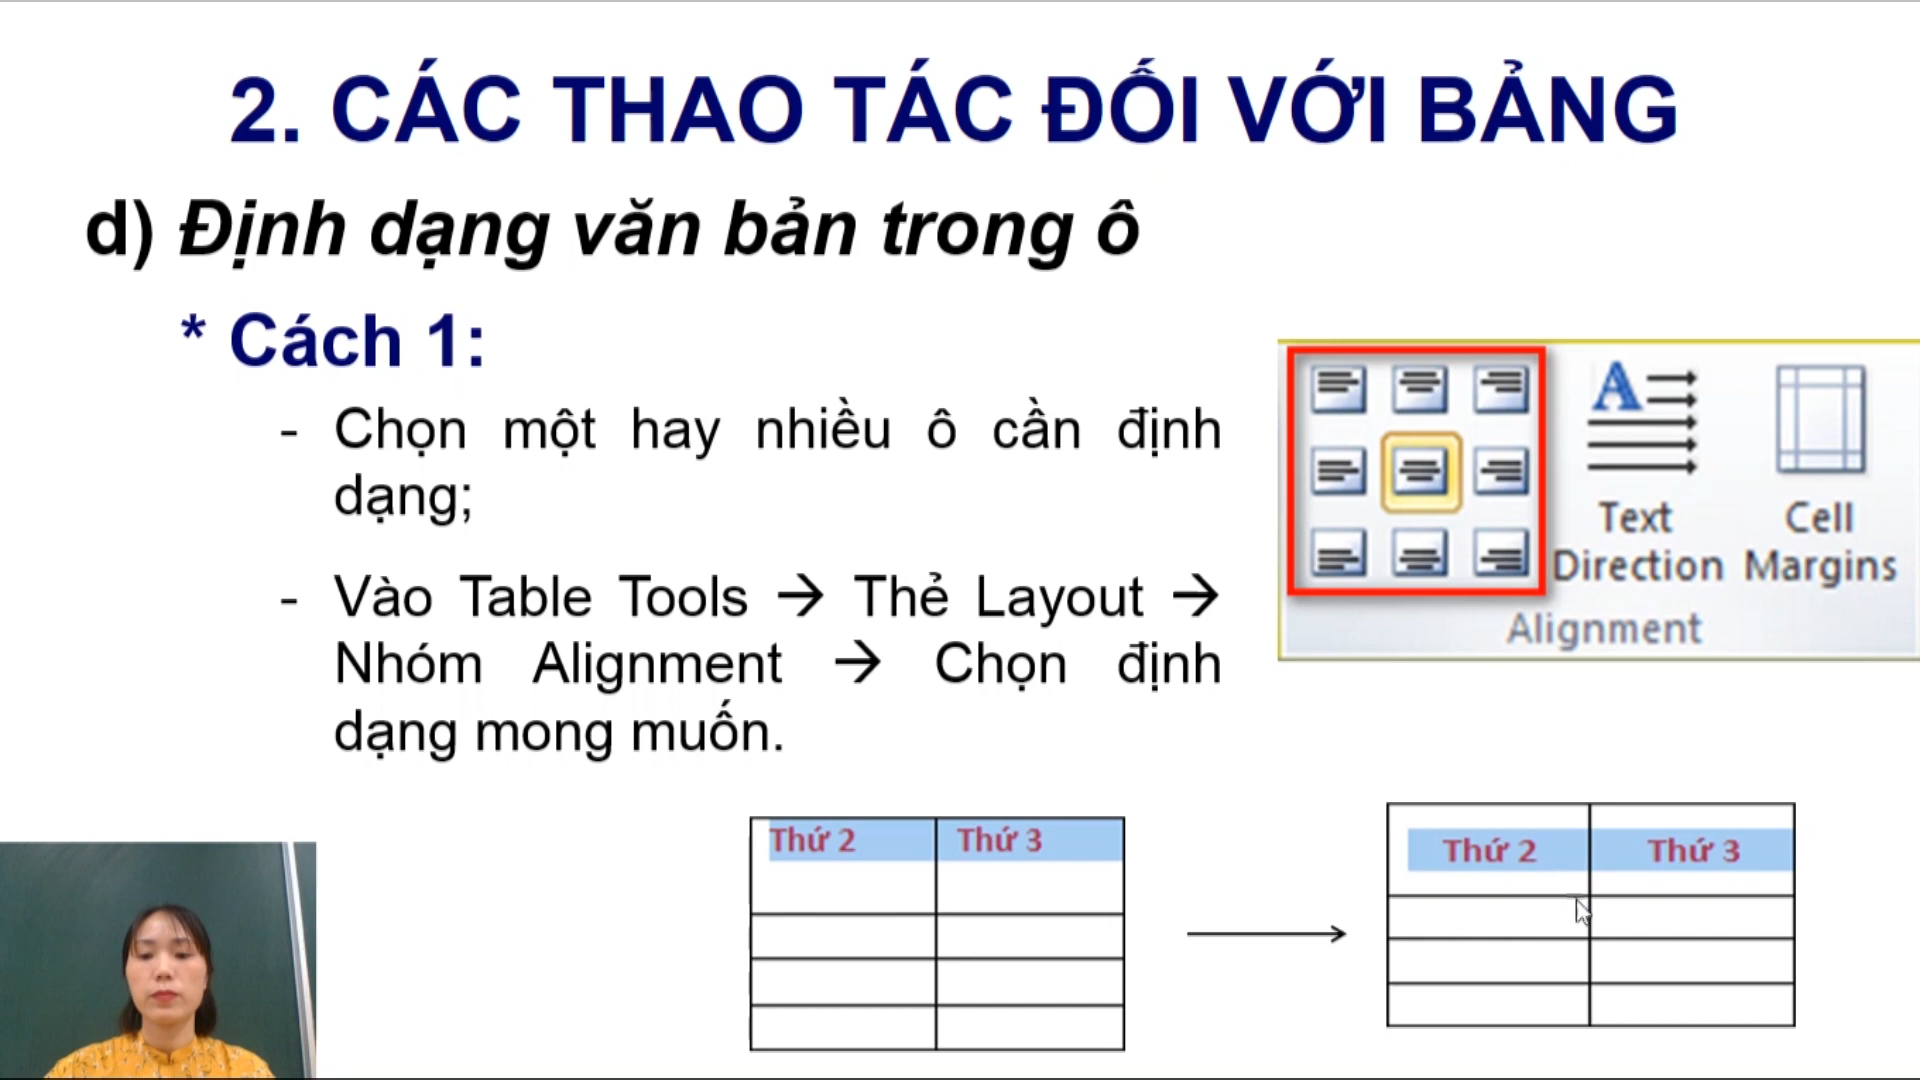 2. CÁC THAO TÁC ĐỐI VỚI BẢNG
d) Định dạng văn bản trong ô
* Cách 1:
- Chọn một hay nhiều ô cần định
dạng;
- Vào Table Tools → Thẻ Layout →
Nhóm Alignment → Chọn định
dạng mong muốn.
Text
Direction
Cell
Margins
Alignment
Thứ 2 Thứ 3
Thứ 2 Thứ 3